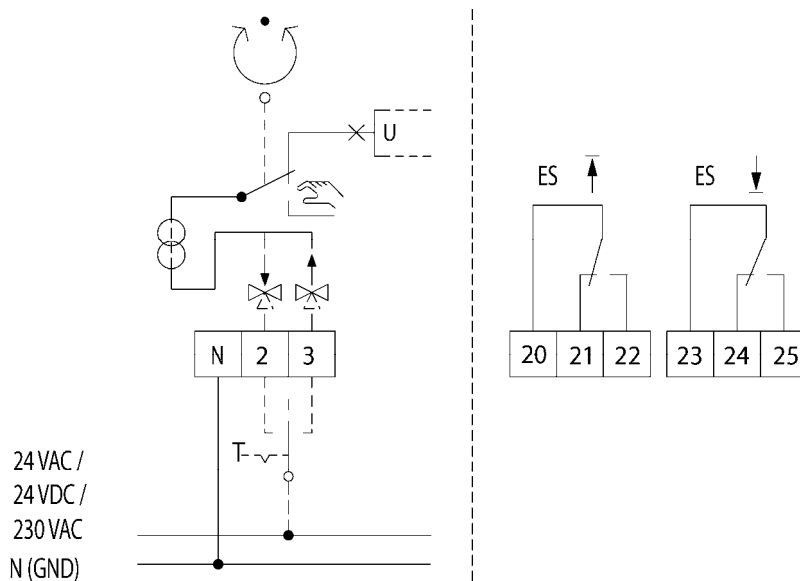 U
ES
ES
N 2 3
20 21 22
23 24 25
T
24 VAC /
24 VDC /
230 VAC
N (GND)